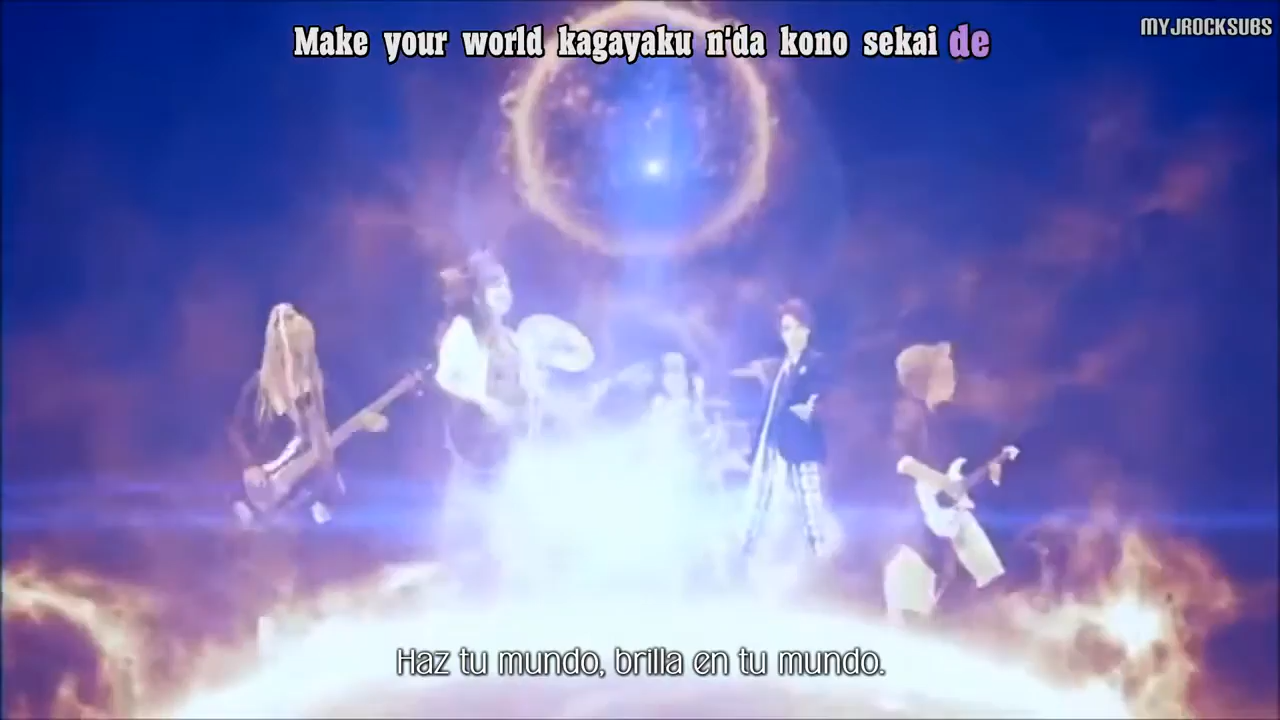 MYJROCKSUBS
Make your world kagayaku n'da kono sekai de
Haz tu mundo, brilla en tu mundo.